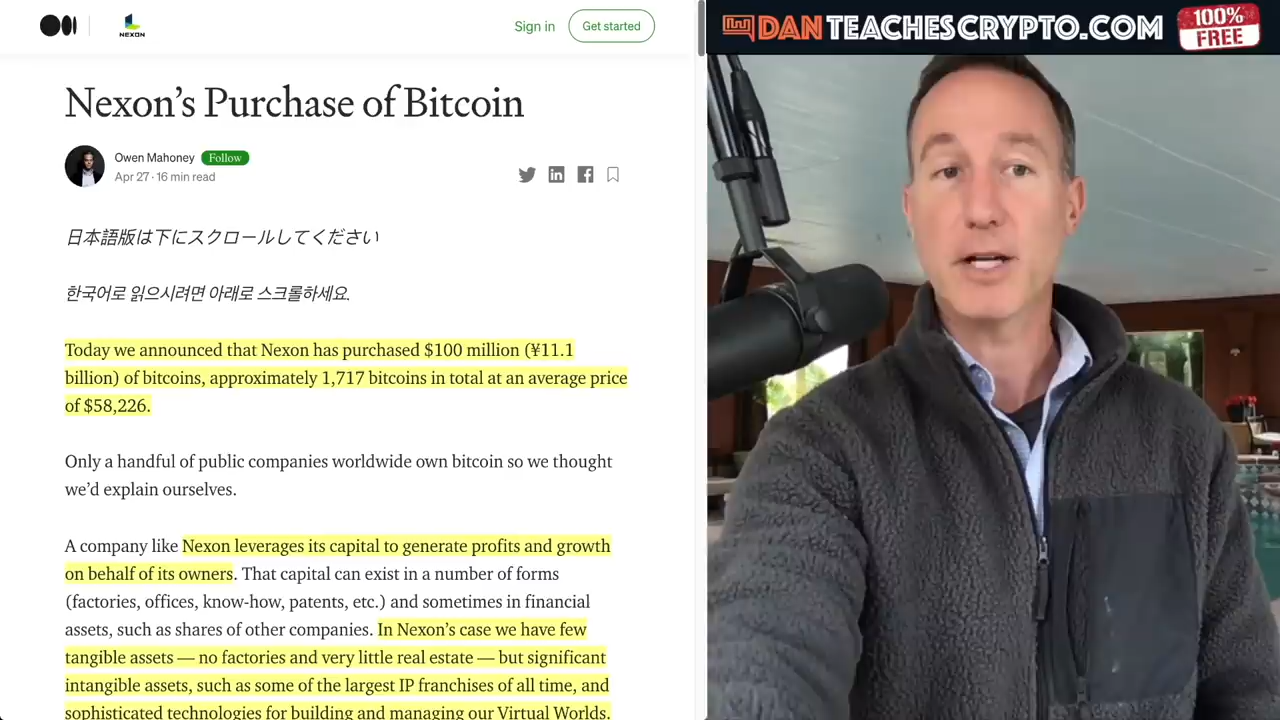 NEXON
Sign in
Get started
Nexon’s Purchase of Bitcoin
Owen Mahoney Follow
Apr 27 · 16 min read
日本語版は下にスクロールしてください
한국어로 읽으시려면 아래로 스크롤하세요.
Today we announced that Nexon has purchased $100 million (¥11.1
billion) of bitcoins, approximately 1,717 bitcoins in total at an average price
of $58,226.
Only a handful of public companies worldwide own bitcoin so we thought
we’d explain ourselves.
A company like Nexon leverages its capital to generate profits and growth
on behalf of its owners. That capital can exist in a number of forms
(factories, offices, know-how, patents, etc.) and sometimes in financial
assets, such as shares of other companies. In Nexon’s case we have few
tangible assets — no factories and very little real estate — but significant
intangible assets, such as some of the largest IP franchises of all time, and
sophisticated technologies for building and managing our Virtual Worlds.
DANTEACHESCRYPTO.COM
100%
FREE